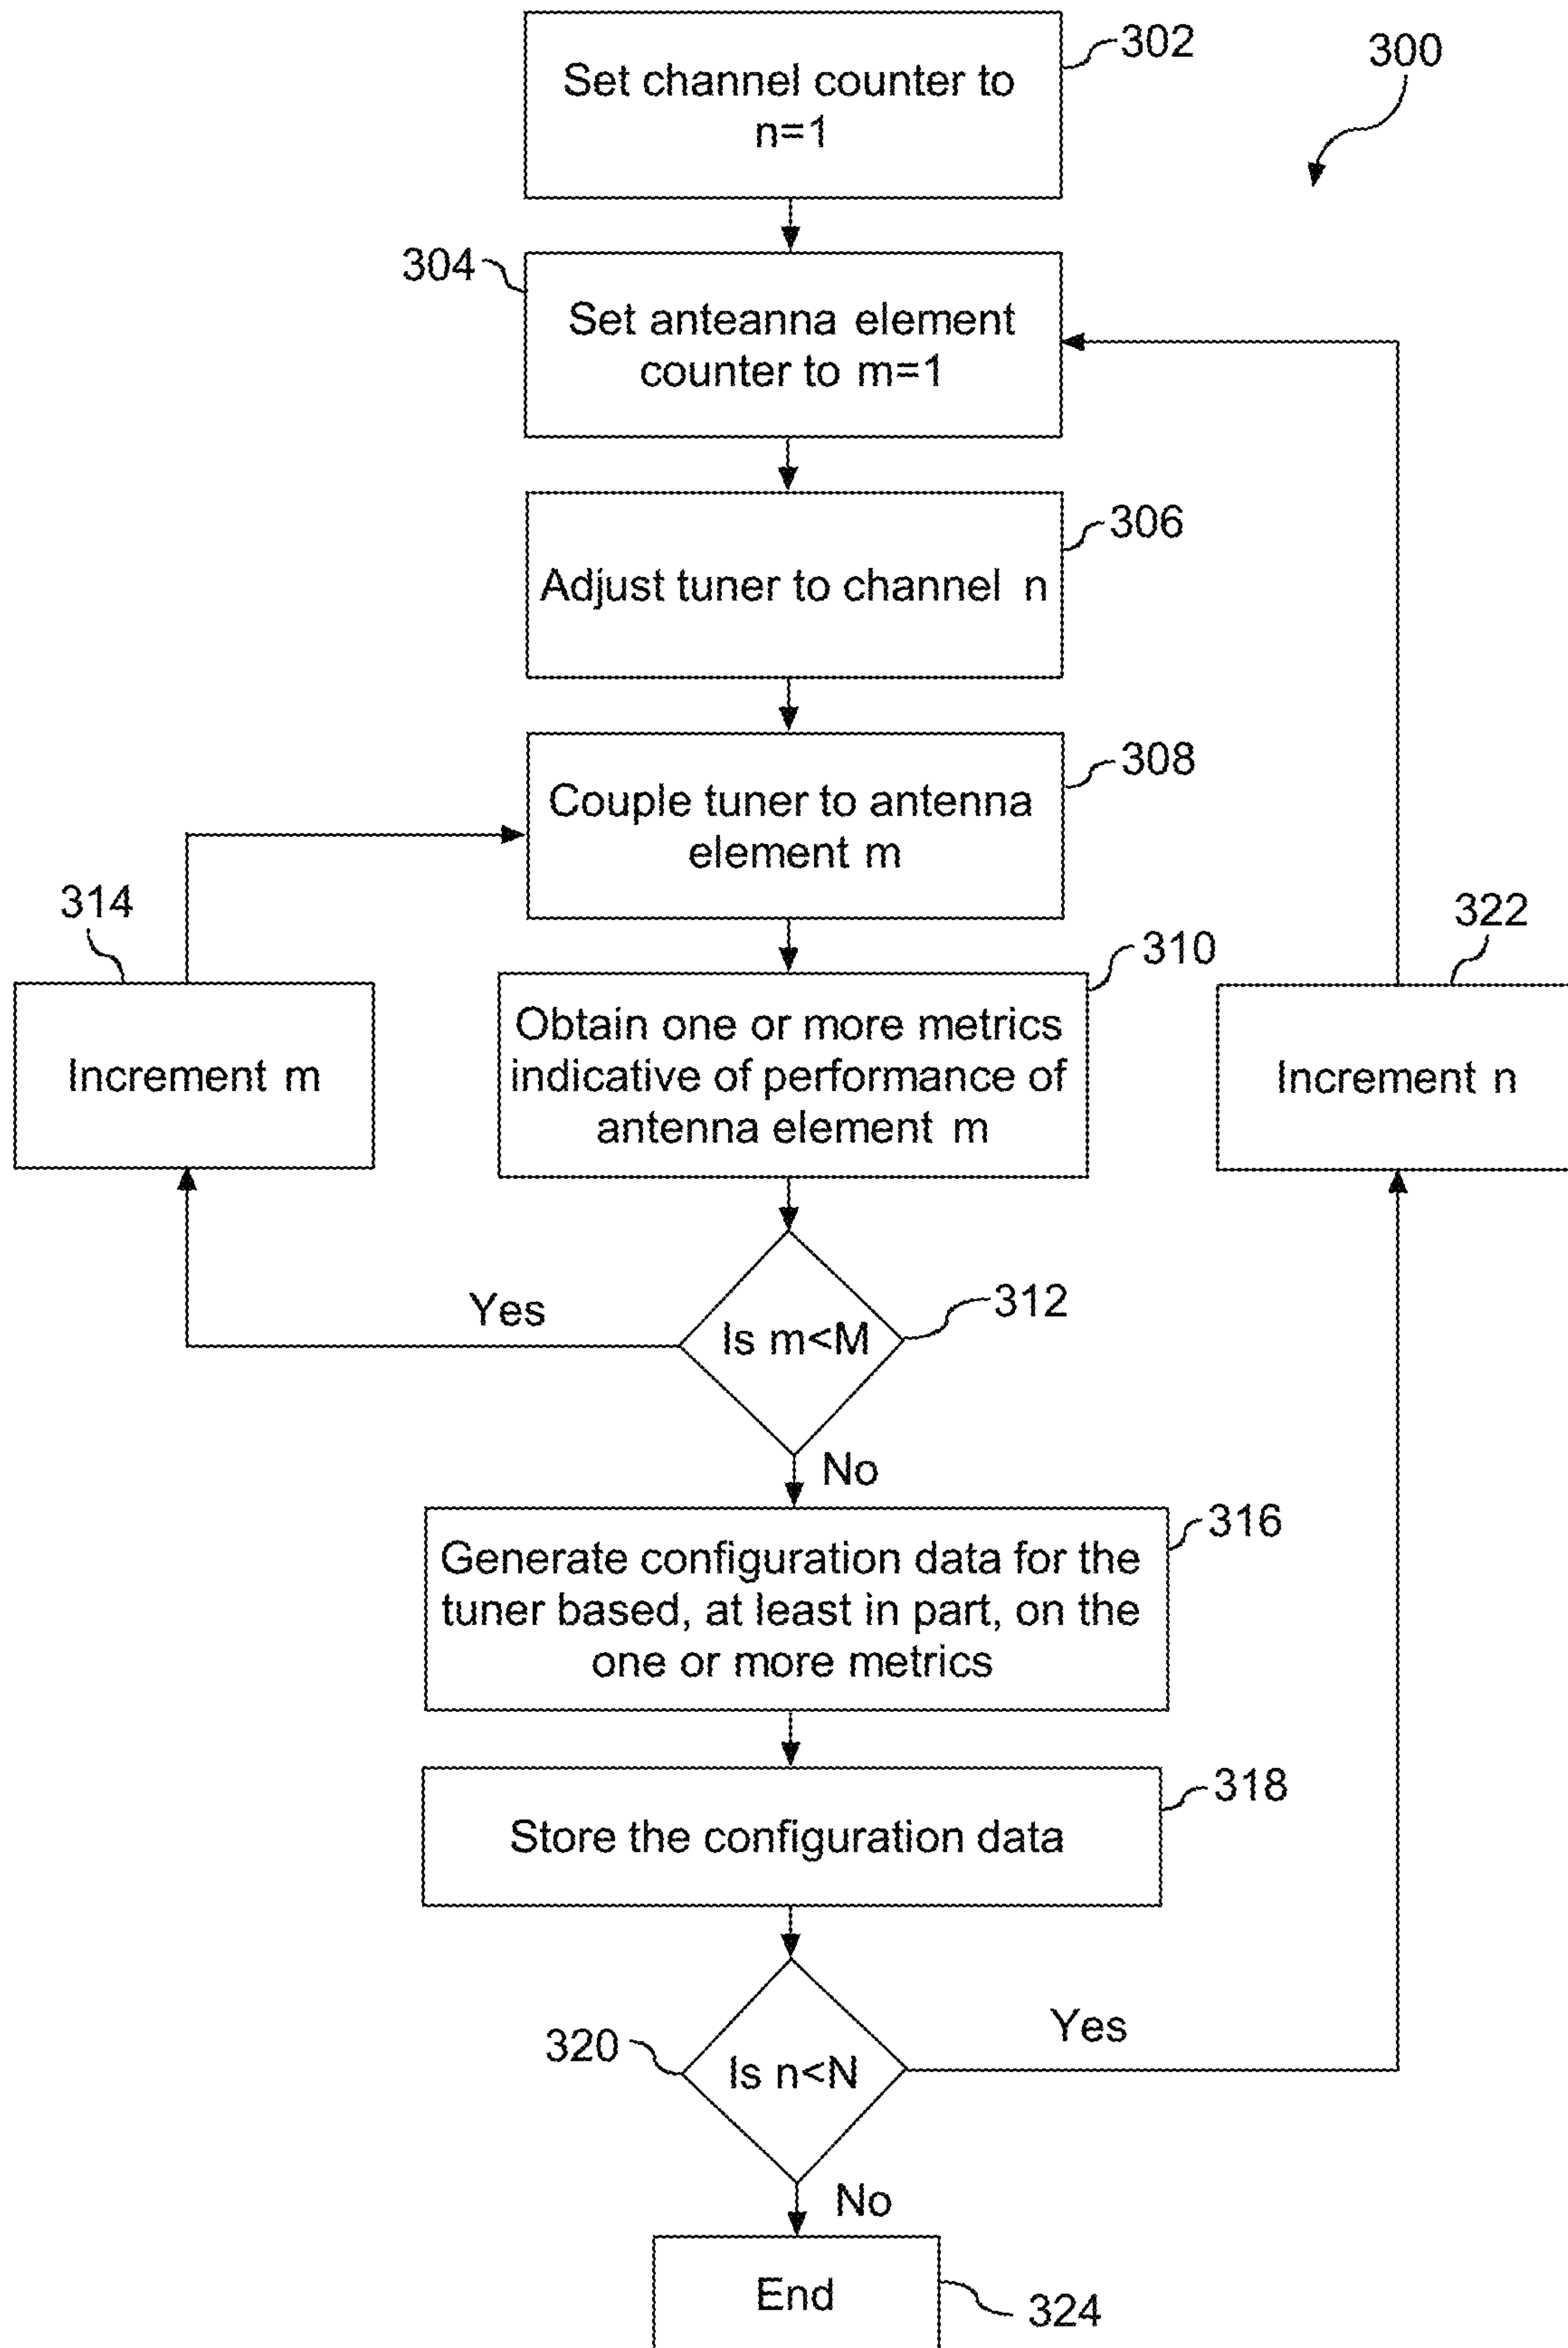 Set channel counter to
n=1
302
300
304
Set anteanna element
counter to m=1
306
Adjust tuner to channel n
308
Couple tuner to antenna
element m
314
Increment m
310
Obtain one or more metrics
indicative of performance of
antenna element m
322
Increment n
Yes
Is m<M
312
No
316
Generate configuration data for the
tuner based, at least in part, on the
one or more metrics
318
Store the configuration data
320
Is n<N
Yes
No
End
324